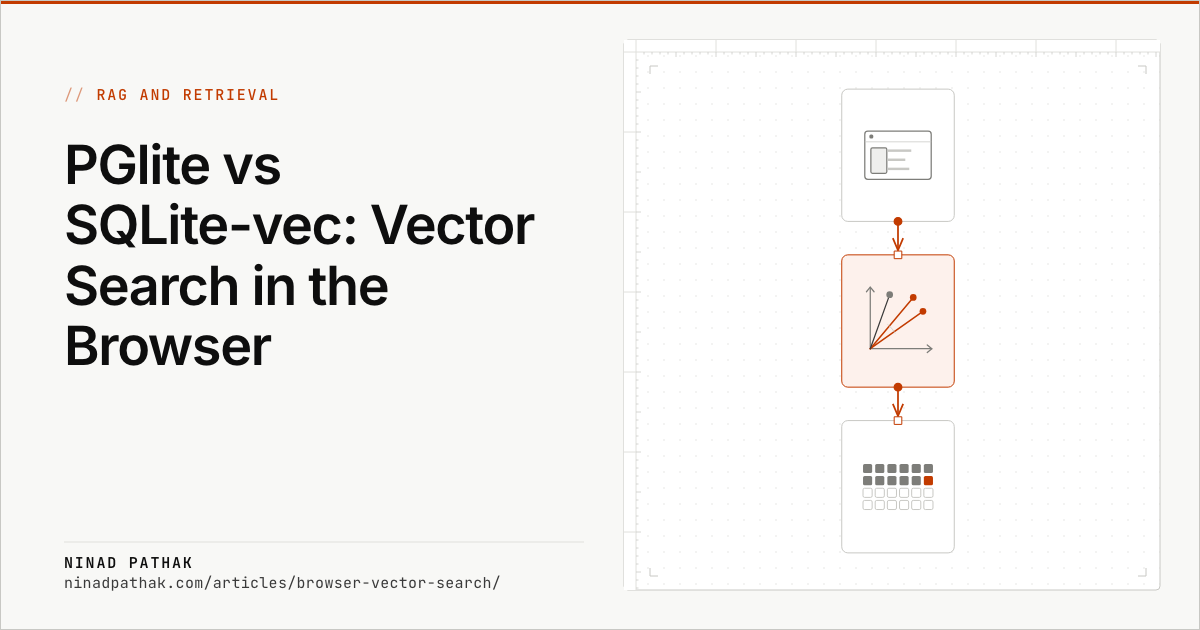 // RAG AND RETRIEVAL
PGlite vs
SQLite-vec: Vector
Search in the
Browser
NINAD PATHAK
ninadpathak.com/articles/browser-vector-search/